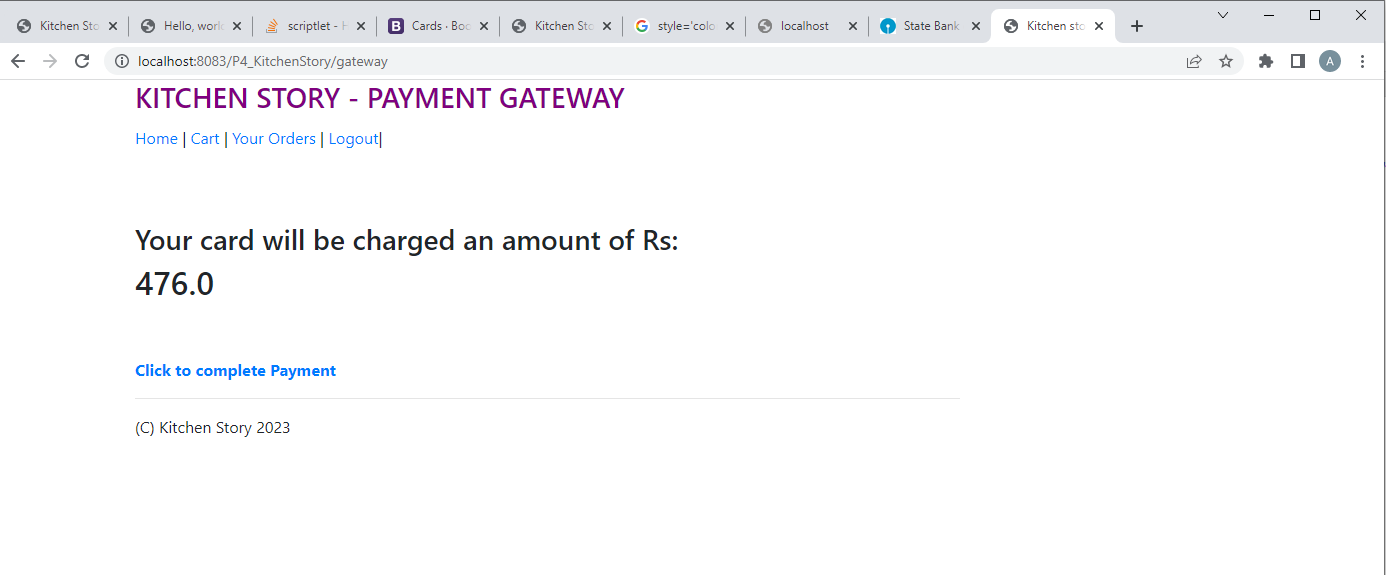 Kitchen Sto
Hello, worl
scriptlet - H
B
Cards · Boo
Kitchen Sto
style='colo
localhost
State Bank
Kitchen sto
localhost:8083/P4_KitchenStory/gateway
A
KITCHEN STORY - PAYMENT GATEWAY
Home | Cart | Your Orders | Logout|
Your card will be charged an amount of Rs:
476.0
Click to complete Payment
(C) Kitchen Story 2023